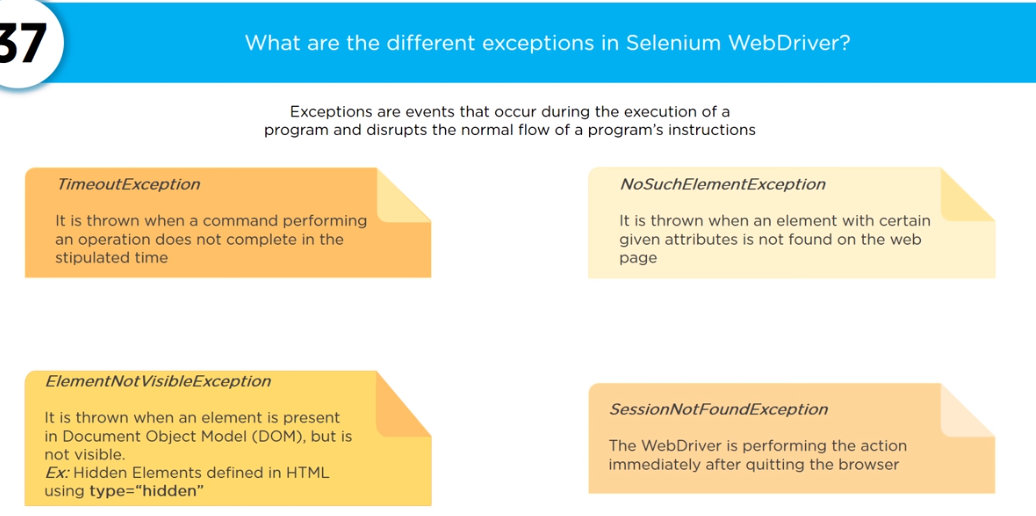 37
What are the different exceptions in Selenium WebDriver?
Exceptions are events that occur during the execution of a
program and disrupts the normal flow of a program's instructions
TimeoutException
It is thrown when a command performing
an operation does not complete in the
stipulated time
NoSuchElementException
It is thrown when an element with certain
given attributes is not found on the web
page
ElementNotVisibleException
It is thrown when an element is present
in Document Object Model (DOM), but is
not visible.
Ex: Hidden Elements defined in HTML
using type="hidden"
SessionNotFoundException
The WebDriver is performing the action
immediately after quitting the browser